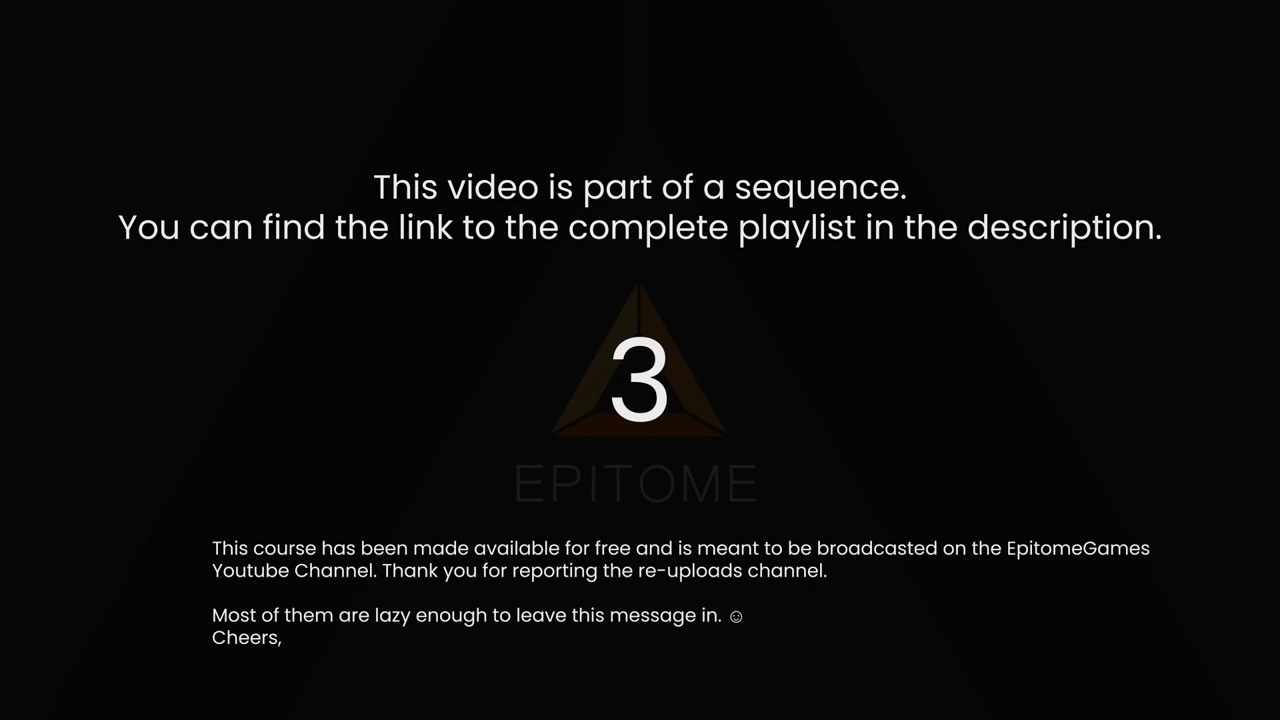 This video is part of a sequence.
You can find the link to the complete playlist in the description.
3
EPITOME
This course has been made available for free and is meant to be broadcasted on the EpitomeGames
Youtube Channel. Thank you for reporting the re-uploads channel.
Most of them are lazy enough to leave this message in. ☺
Cheers,